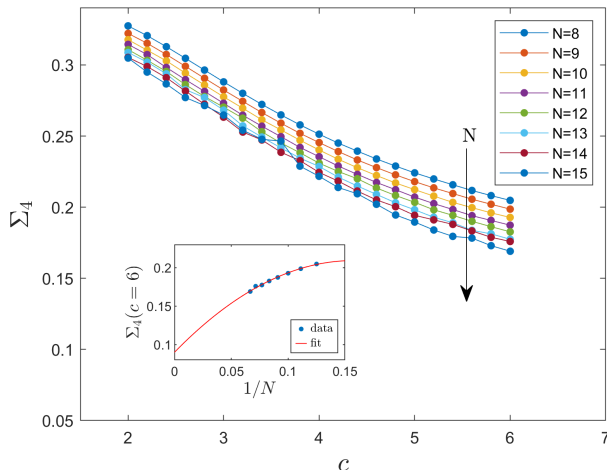 0.3
0.25
0.2
0.15
0.1
0.05
Σ₄
2
3
4
5
6
7
c
N=8
N=9
N=10
N=11
N=12
N=13
N=14
N=15
N
0.2
0.15
0.1
Σ₄(c = 6)
0
0.05
0.1
0.15
1/N
data
fit